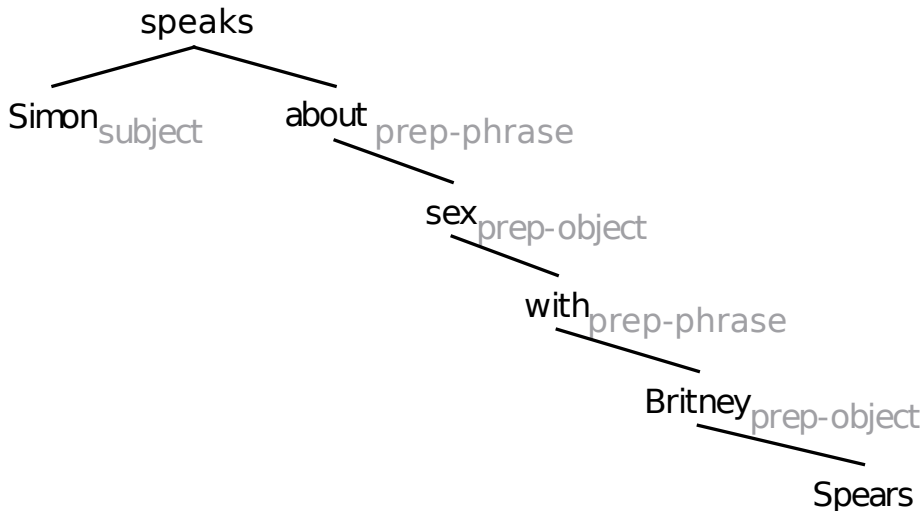 speaks
Simon subject about prep-phrase
sex prep-object
with prep-phrase
Britney prep-object
Spears